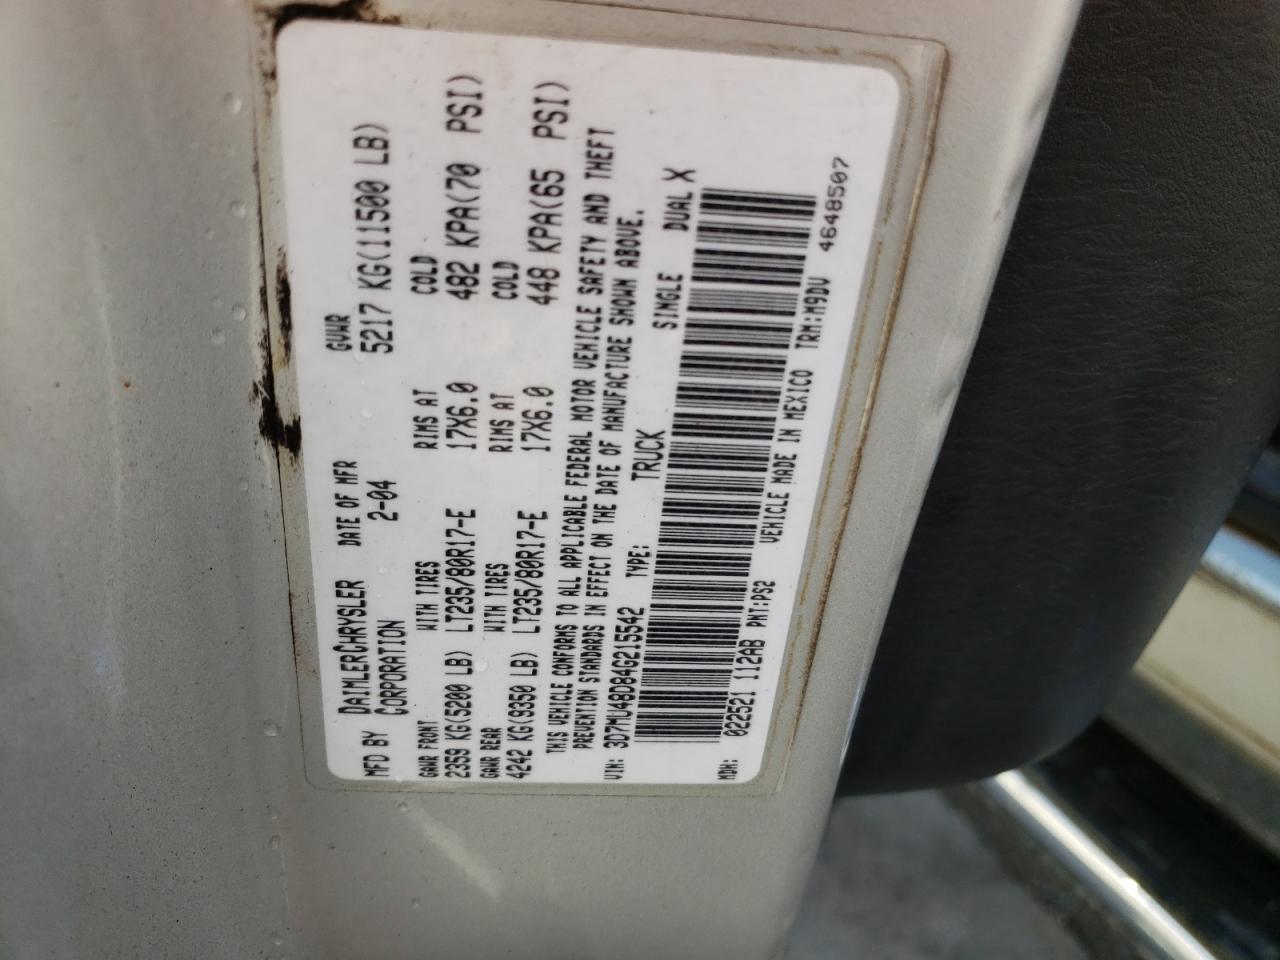 MFD BY DAIMLERCHRYSLER CORPORATION DATE OF MFR 2-04 GVWR 5217 KG(11500 LB)
GAWR FRONT WITH TIRES RIMS AT COLD
2359 KG(5200 LB) LT235/80R17-E 17X6.0 482 KPA(70 PSI)
GAWR REAR WITH TIRES RIMS AT COLD
4242 KG(9350 LB) LT235/80R17-E 17X6.0 448 KPA(65 PSI)
THIS VEHICLE CONFORMS TO ALL APPLICABLE FEDERAL MOTOR VEHICLE SAFETY AND THEFT
PREVENTION STANDARDS IN EFFECT ON THE DATE OF MANUFACTURE SHOWN ABOVE.
VIN: 3D7MU48D84G215542 TYPE: TRUCK SINGLE DUAL X
MDH: 022521 112AB PNT:PS2 VEHICLE MADE IN MEXICO TRM:M9DV 4648507